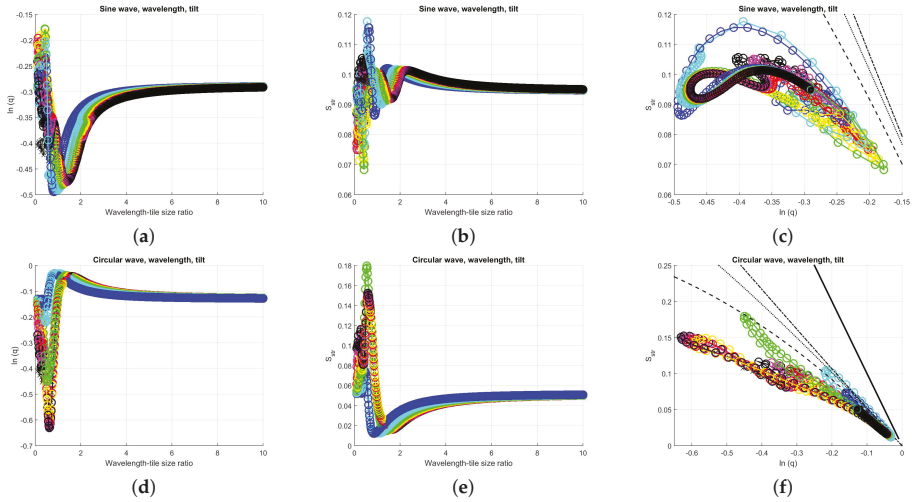 Sine wave, wavelength, tilt
-0.15
-0.2
-0.25
-0.3
-0.35
-0.4
-0.45
-0.5
ln (q)
0 2 4 6 8 10
Wavelength-tile size ratio
(a)
Sine wave, wavelength, tilt
0.12
0.11
0.1
0.09
0.08
0.07
0.06
S_str
0 2 4 6 8 10
Wavelength-tile size ratio
(b)
Sine wave, wavelength, tilt
0.12
0.11
0.1
0.09
0.08
0.07
0.06
S_str
-0.5 -0.45 -0.4 -0.35 -0.3 -0.25 -0.2 -0.15
ln (q)
(c)
Circular wave, wavelength, tilt
0
-0.1
-0.2
-0.3
-0.4
-0.5
-0.6
-0.7
ln (q)
0 2 4 6 8 10
Wavelength-tile size ratio
(d)
Circular wave, wavelength, tilt
0.18
0.16
0.14
0.12
0.1
0.08
0.06
0.04
0.02
0
S_str
0 2 4 6 8 10
Wavelength-tile size ratio
(e)
Circular wave, wavelength, tilt
0.25
0.2
0.15
0.1
0.05
0
S_str
-0.6 -0.5 -0.4 -0.3 -0.2 -0.1 0
ln (q)
(f)